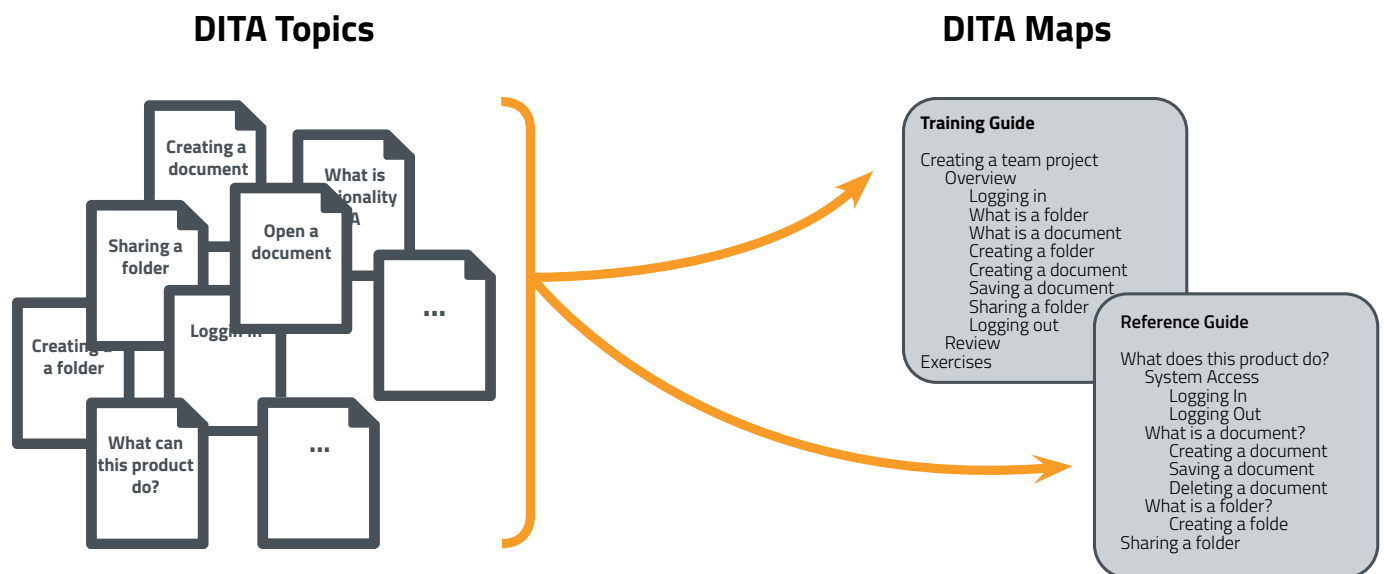 DITA Topics
DITA Maps
Creating a
document
What is
ionality
A
Open a
document
Sharing a
folder
...
Loggin
Creating
a folder
What can
this product
do?
...
Training Guide
Creating a team project
Overview
Logging in
What is a folder
What is a document
Creating a folder
Creating a document
Saving a document
Sharing a folder
Logging out
Review
Exercises
Reference Guide
What does this product do?
System Access
Logging In
Logging Out
What is a document?
Creating a document
Saving a document
Deleting a document
What is a folder?
Creating a folde
Sharing a folder